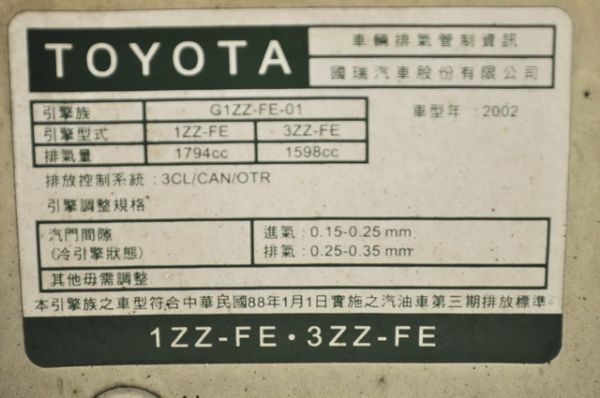 TOYOTA
車輛排氣管制資訊
國瑞汽車股份有限公司
引擎族 G1ZZ-FE-01
車型年 : 2002
引擎型式 1ZZ-FE 3ZZ-FE
排氣量 1794cc 1598cc
排放控制系統 : 3CL/CAN/OTR
引擎調整規格
汽門間隙 進氣 : 0.15-0.25 mm
(冷引擎狀態) 排氣 : 0.25-0.35 mm
其他毋需調整
本引擎族之車型符合中華民國88年1月1日實施之汽油車第三期排放標準。
1ZZ-FE · 3ZZ-FE